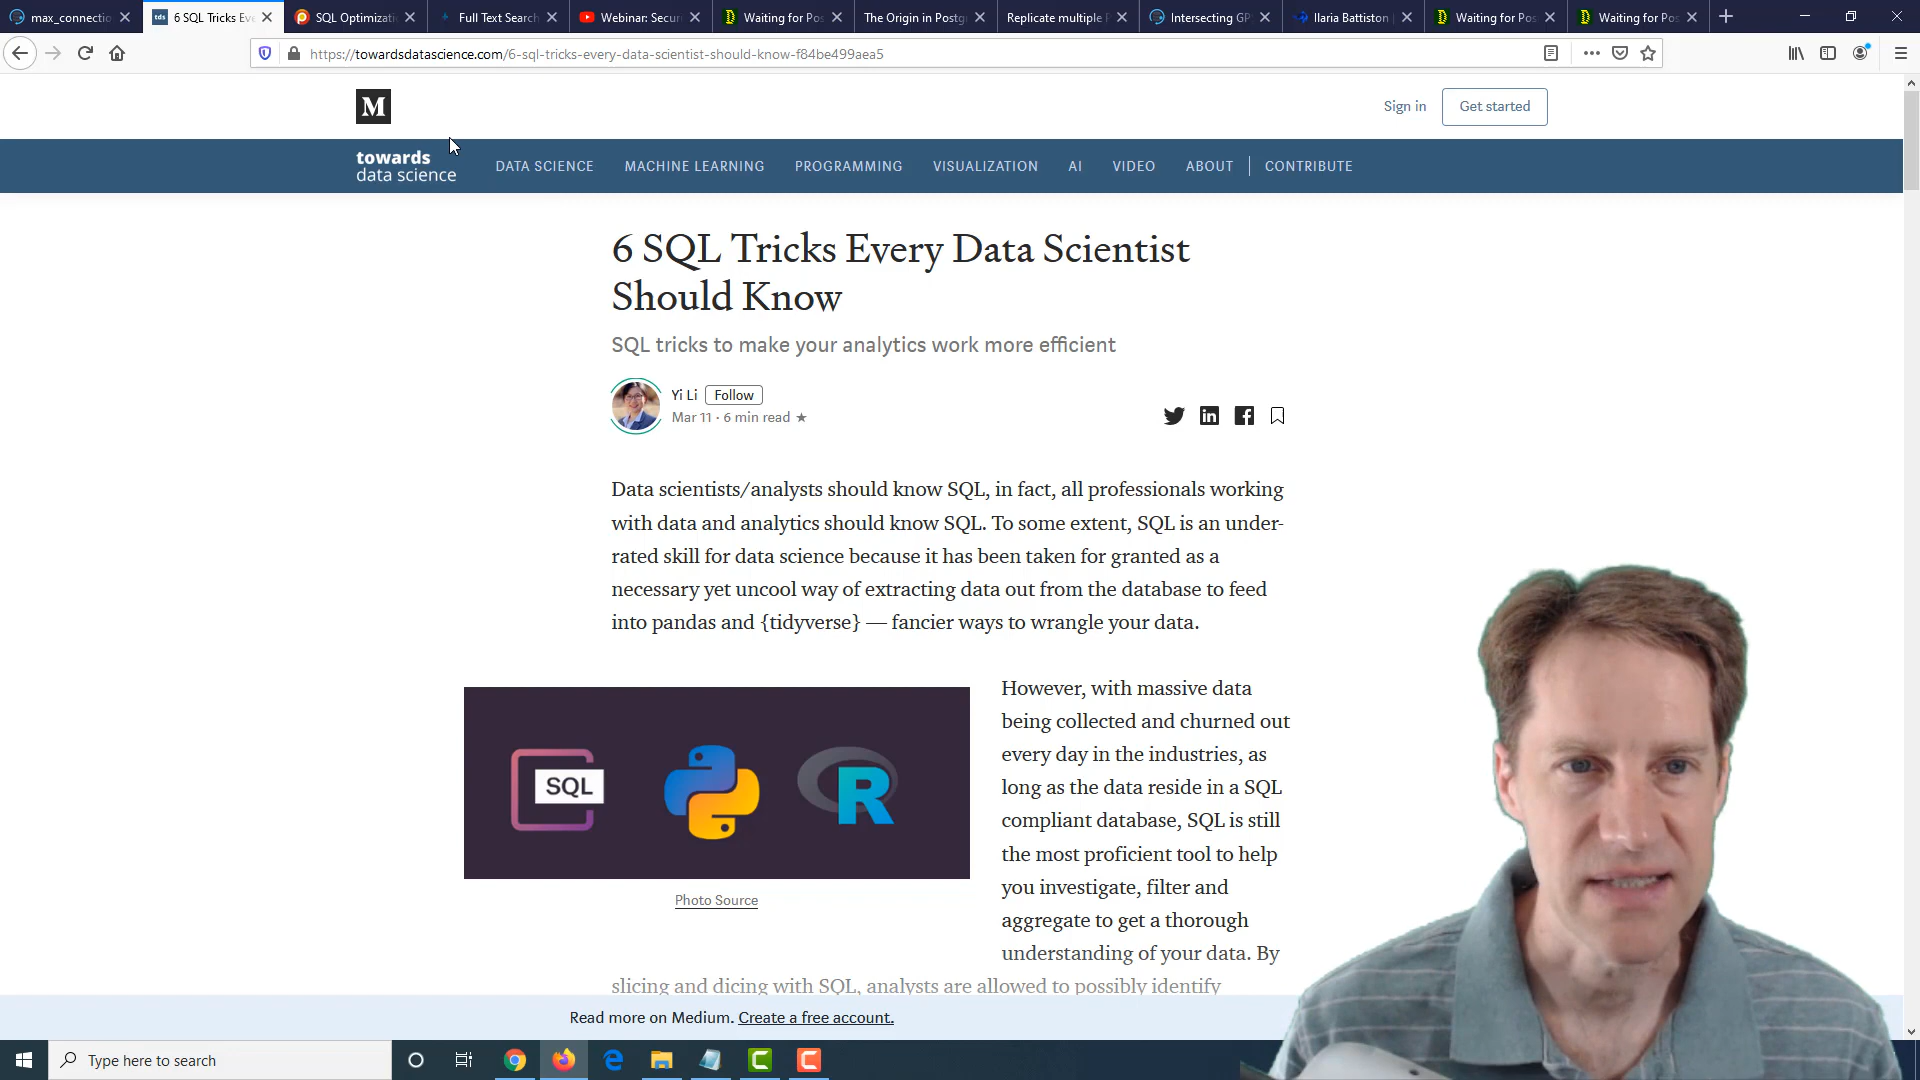 max_connectio
6 SQL Tricks Eve
SQL Optimizati
Full Text Search
Webinar: Secur
Waiting for Pos
The Origin in Postg
Replicate multiple P
Intersecting GP
Ilaria Battiston |
Waiting for Pos
Waiting for Pos
https://towardsdatascience.com/6-sql-tricks-every-data-scientist-should-know-f84be499aea5
M
Sign in
Get started
towards
data science
DATA SCIENCE
MACHINE LEARNING
PROGRAMMING
VISUALIZATION
AI
VIDEO
ABOUT
CONTRIBUTE
6 SQL Tricks Every Data Scientist
Should Know
SQL tricks to make your analytics work more efficient
Yi Li
Follow
Mar 11 · 6 min read ★
Data scientists/analysts should know SQL, in fact, all professionals working
with data and analytics should know SQL. To some extent, SQL is an under-
rated skill for data science because it has been taken for granted as a
necessary yet uncool way of extracting data out from the database to feed
into pandas and {tidyverse} — fancier ways to wrangle your data.
SQL
R
Photo Source
However, with massive data
being collected and churned out
every day in the industries, as
long as the data reside in a SQL
compliant database, SQL is still
the most proficient tool to help
you investigate, filter and
aggregate to get a thorough
understanding of your data. By
slicing and dicing with SQL, analysts are allowed to possibly identify
Read more on Medium. Create a free account.
Type here to search